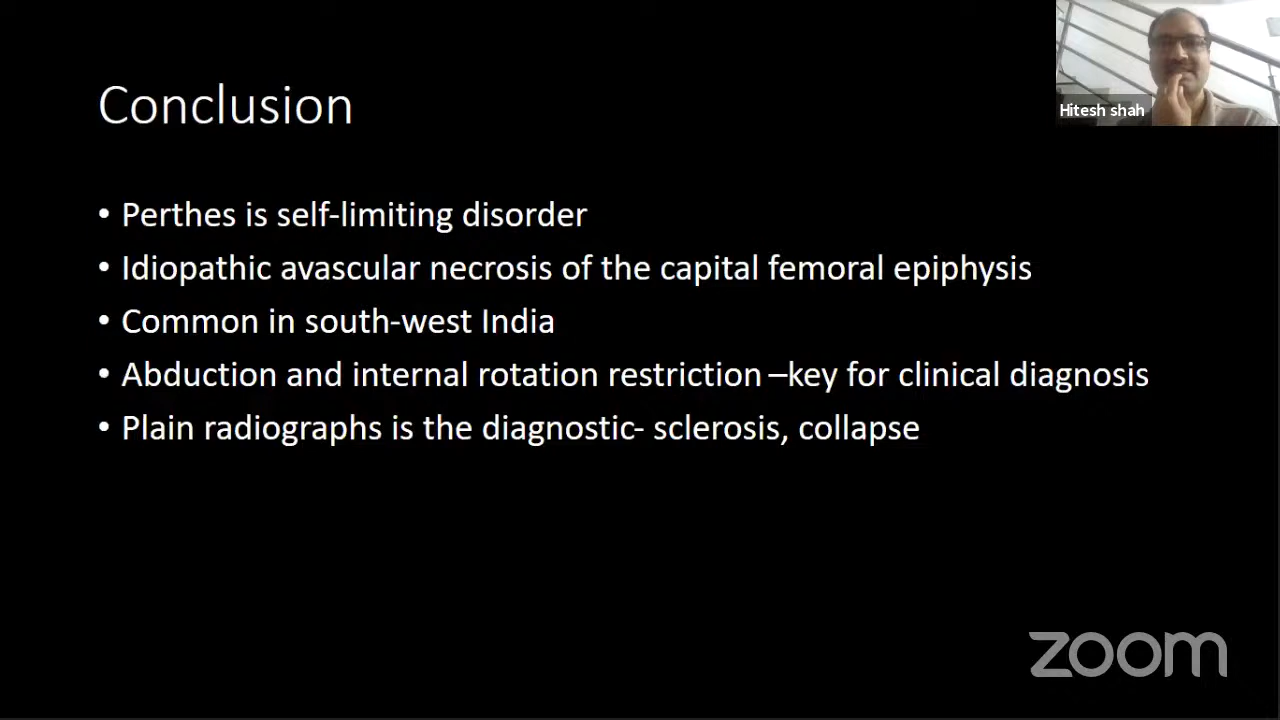 Conclusion
Hitesh shah
• Perthes is self-limiting disorder
• Idiopathic avascular necrosis of the capital femoral epiphysis
• Common in south-west India
• Abduction and internal rotation restriction –key for clinical diagnosis
• Plain radiographs is the diagnostic- sclerosis, collapse
zoom